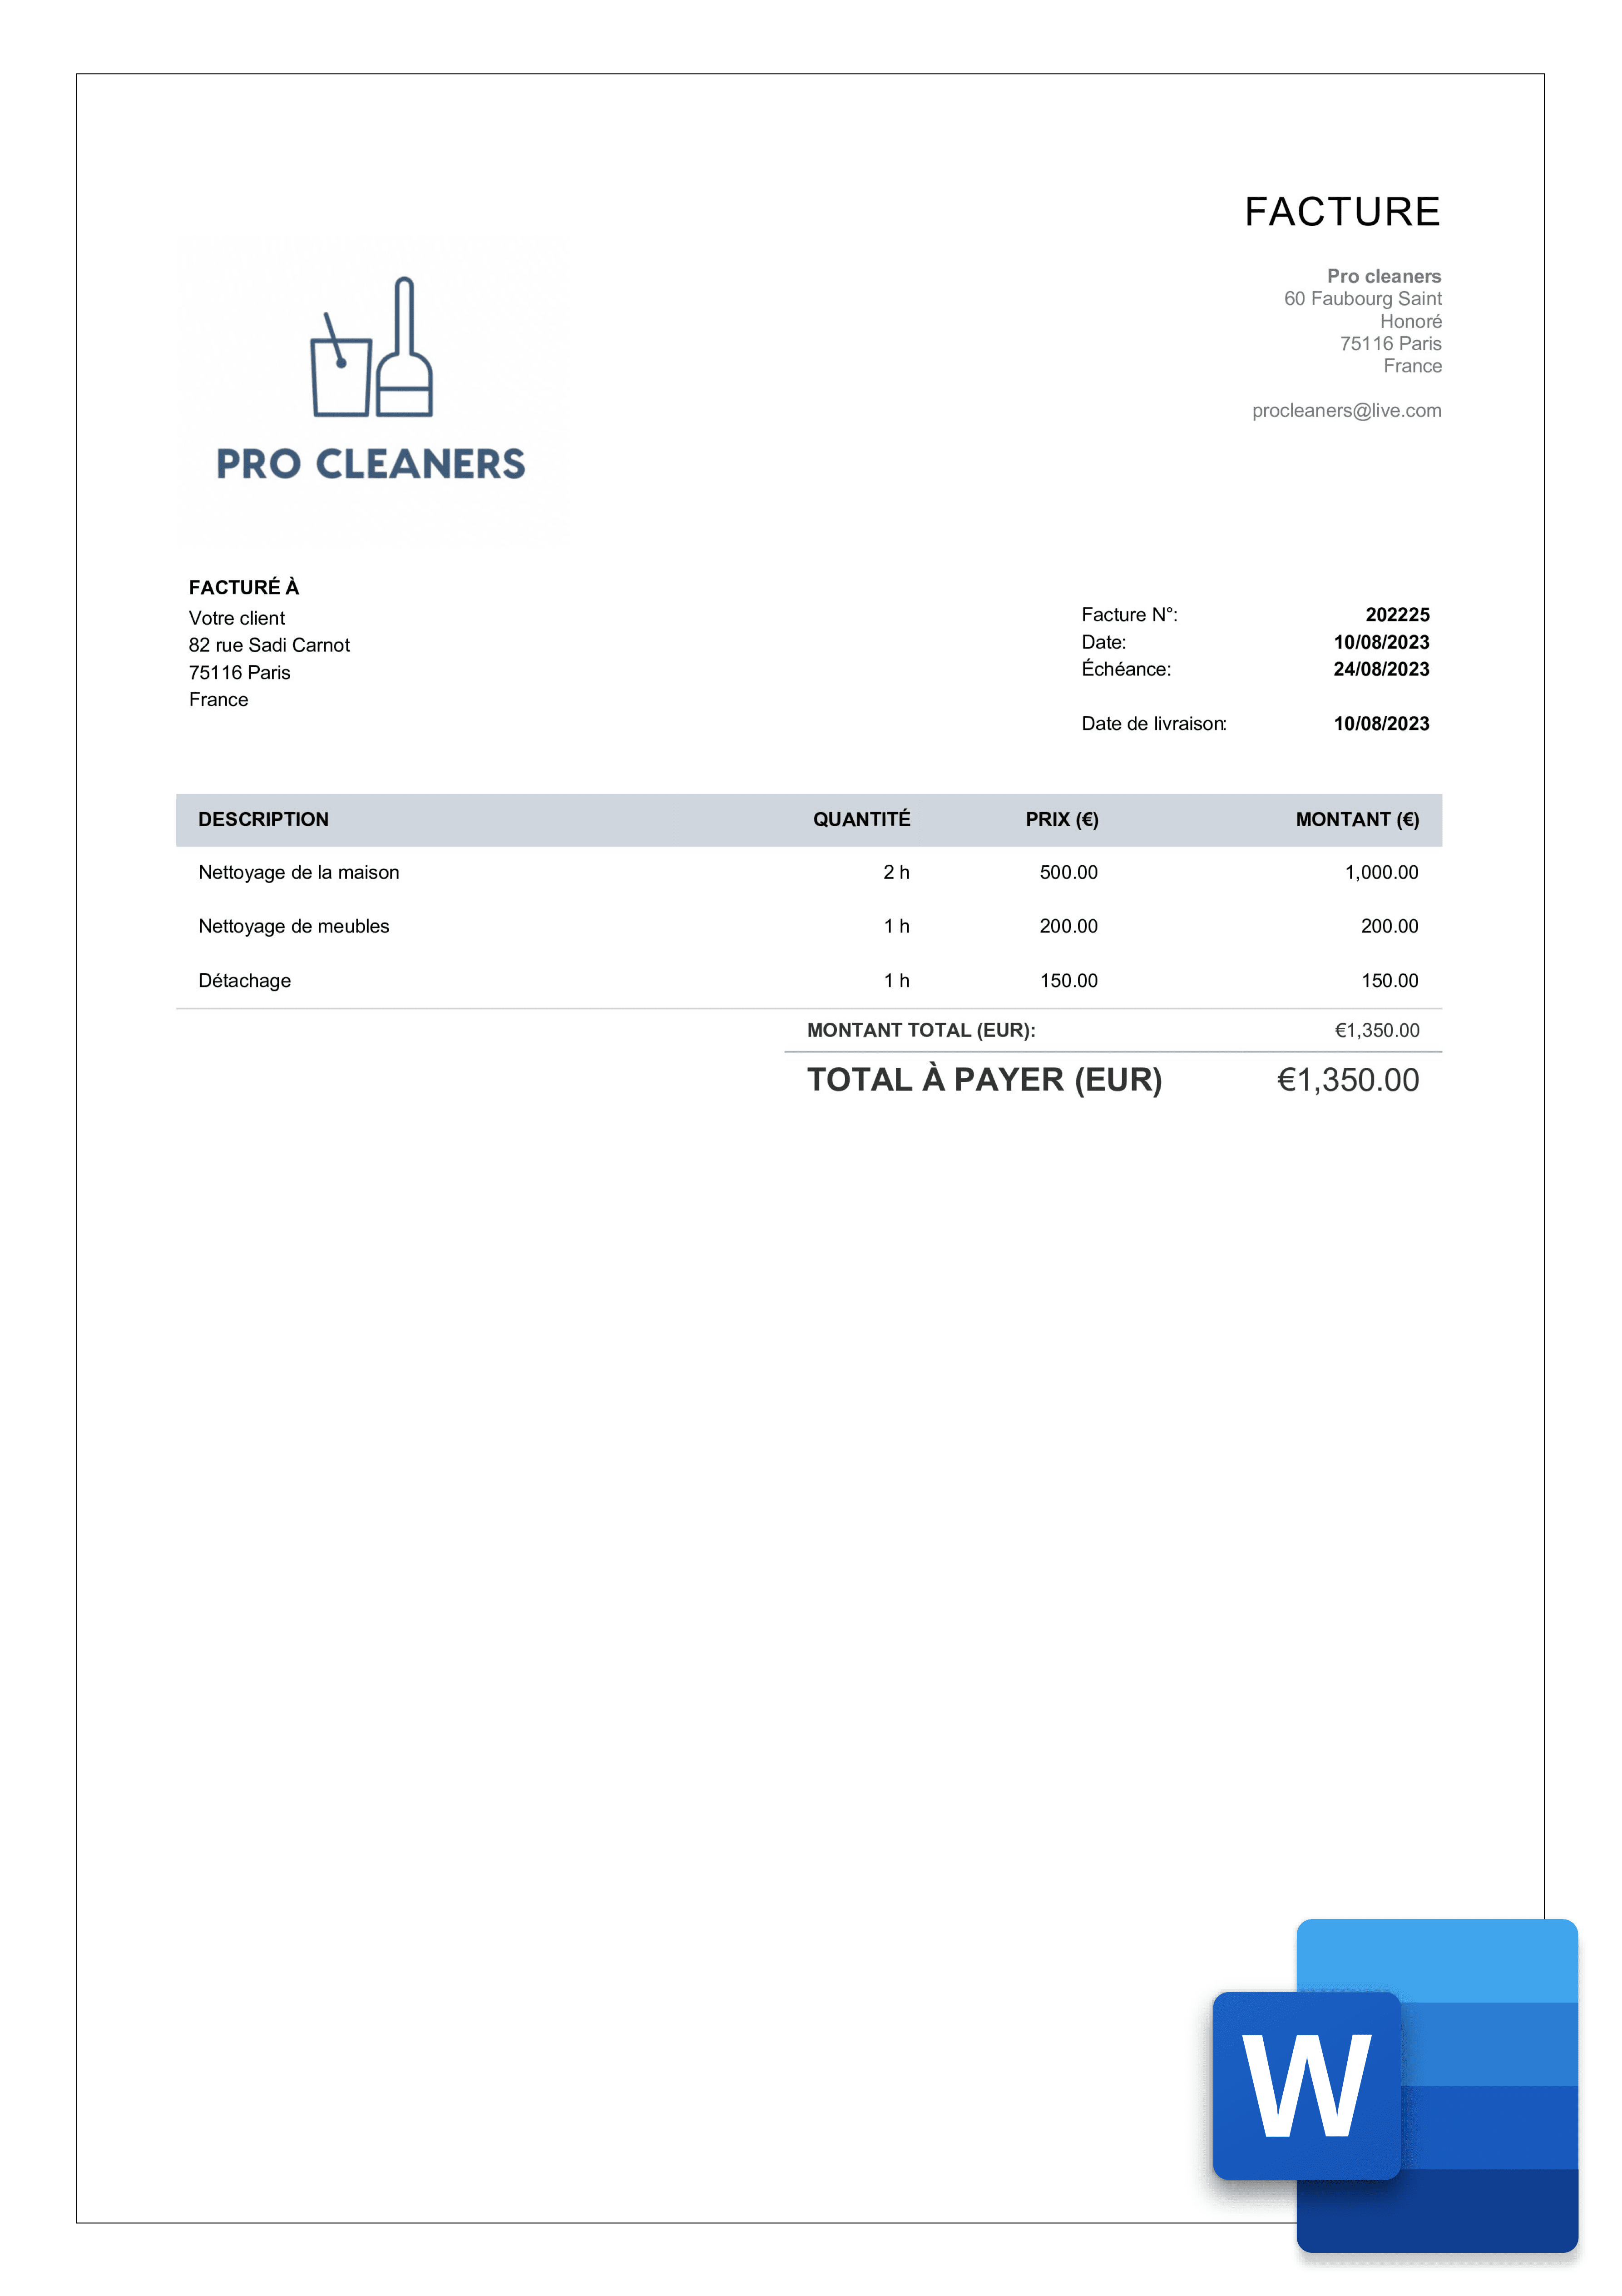 FACTURE
Pro cleaners
60 Faubourg Saint
Honoré
75116 Paris
France
procleaners@live.com
PRO CLEANERS
FACTURÉ À
Votre client
82 rue Sadi Carnot
75116 Paris
France
Facture N°: 202225
Date: 10/08/2023
Échéance: 24/08/2023
Date de livraison: 10/08/2023
DESCRIPTION QUANTITÉ PRIX (€) MONTANT (€)
Nettoyage de la maison 2 h 500.00 1,000.00
Nettoyage de meubles 1 h 200.00 200.00
Détachage 1 h 150.00 150.00
MONTANT TOTAL (EUR): €1,350.00
TOTAL À PAYER (EUR) €1,350.00
W